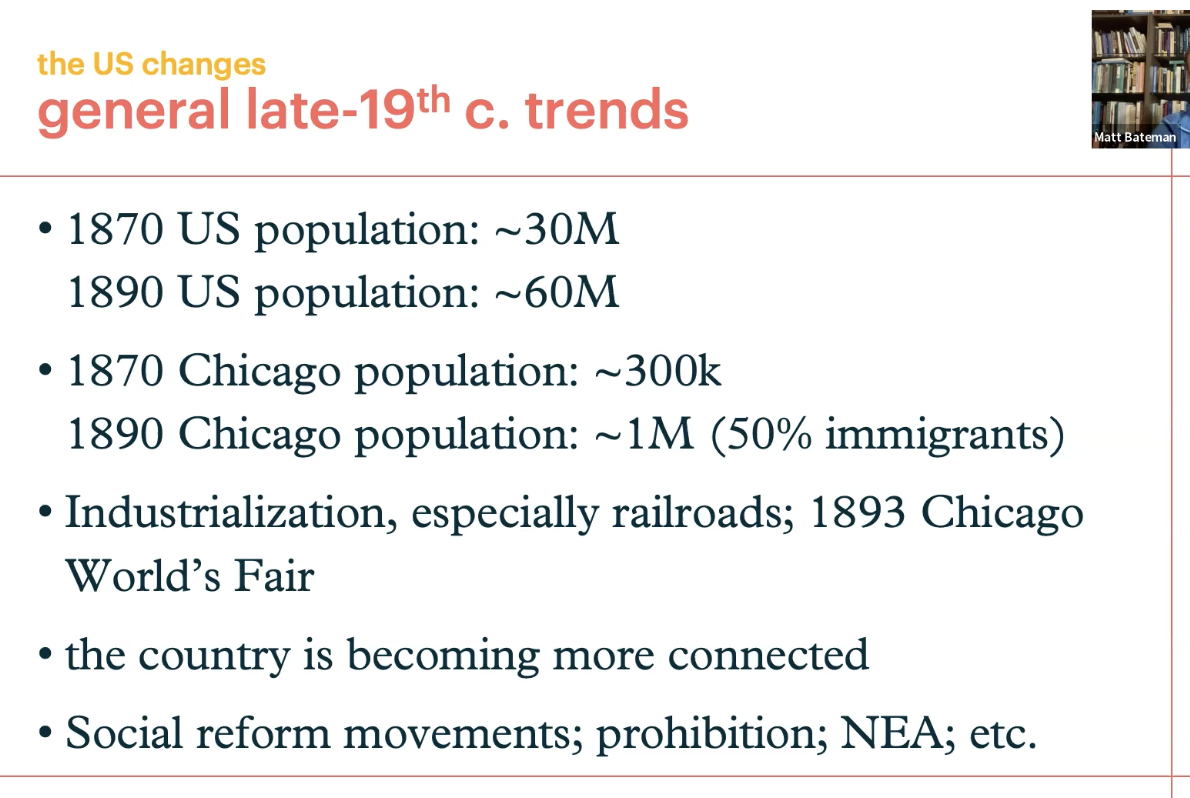 the US changes
general late-19th c. trends
Matt Bateman
• 1870 US population: ~30M
1890 US population: ~60M
• 1870 Chicago population: ~300k
1890 Chicago population: ~1M (50% immigrants)
• Industrialization, especially railroads; 1893 Chicago
World’s Fair
• the country is becoming more connected
• Social reform movements; prohibition; NEA; etc.